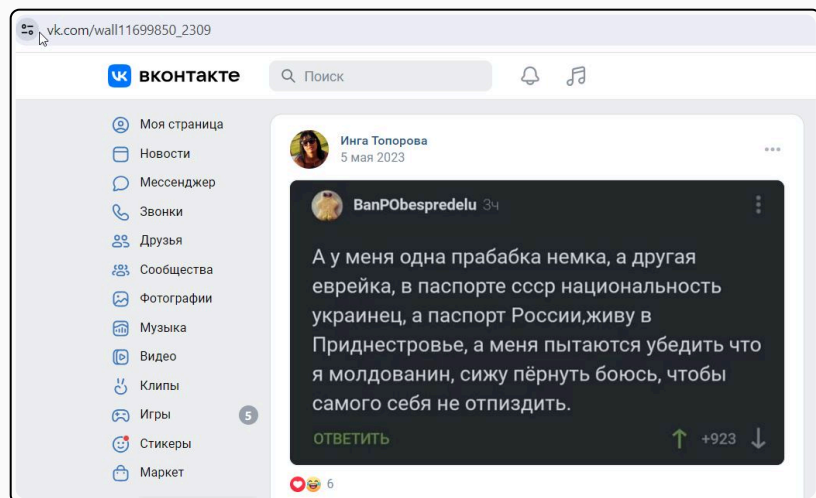 vk.com/wall11699850_2309
вконтакте
Поиск
Моя страница
Новости
Мессенджер
Звонки
Друзья
Сообщества
Фотографии
Музыка
Видео
Клипы
Игры 5
Стикеры
Маркет
Инга Топорова
5 мая 2023
BanPObespredelu 3ч
А у меня одна прабабка немка, а другая
еврейка, в паспорте ссср национальность
украинец, а паспорт России,живу в
Приднестровье, а меня пытаются убедить что
я молдованин, сижу пёрнуть боюсь, чтобы
самого себя не отпиздить.
ОТВЕТИТЬ +923
6